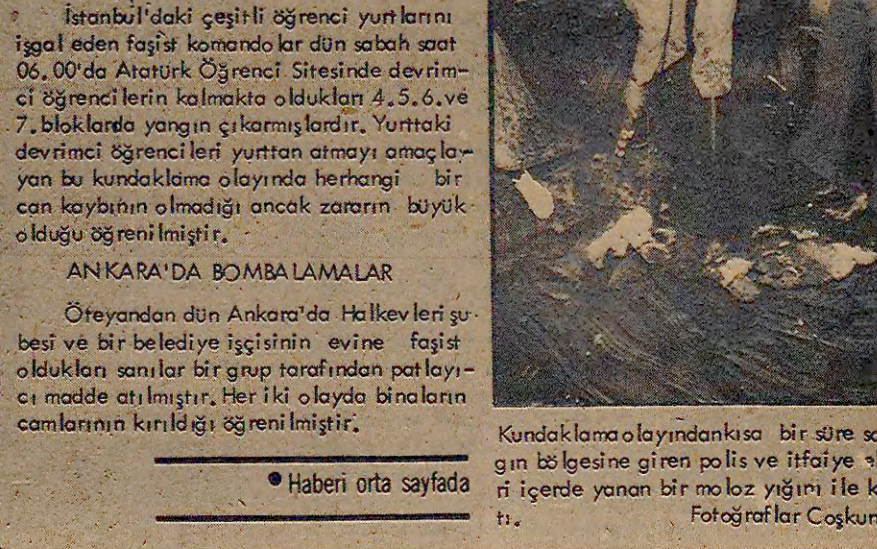 İstanbul'daki çeşitli öğrenci yurtlarını
işgal eden faşist komandolar dün sabah saat
06.00'da Atatürk Öğrenci Sitesinde devrim-
ci öğrencilerin kalmakta oldukları 4.5.6.ve
7.bloklarda yangın çıkarmışlardır. Yurttaki
devrimci öğrencileri yurttan atmayı amaçla-
yan bu kundaklama olayında herhangi bir
can kaybının olmadığı ancak zararın büyük
olduğu öğrenilmiştir.
ANKARA'DA BOMBALAMALAR
Öteyandan dün Ankara'da Halkevleri şu-
besi ve bir belediye işçisinin evine faşist
oldukları sanılar bir grup tarafından patlayı-
cı madde atılmıştır. Her iki olayda binaların
camlarının kırıldığı öğrenilmiştir.
• Haberi orta sayfada
Kundaklama olayından kısa bir süre
gın bölgesine giren polis ve itfaiye
ri içerde yanan bir moloz yığını ile
tı.
Fotoğraflar Coşkun